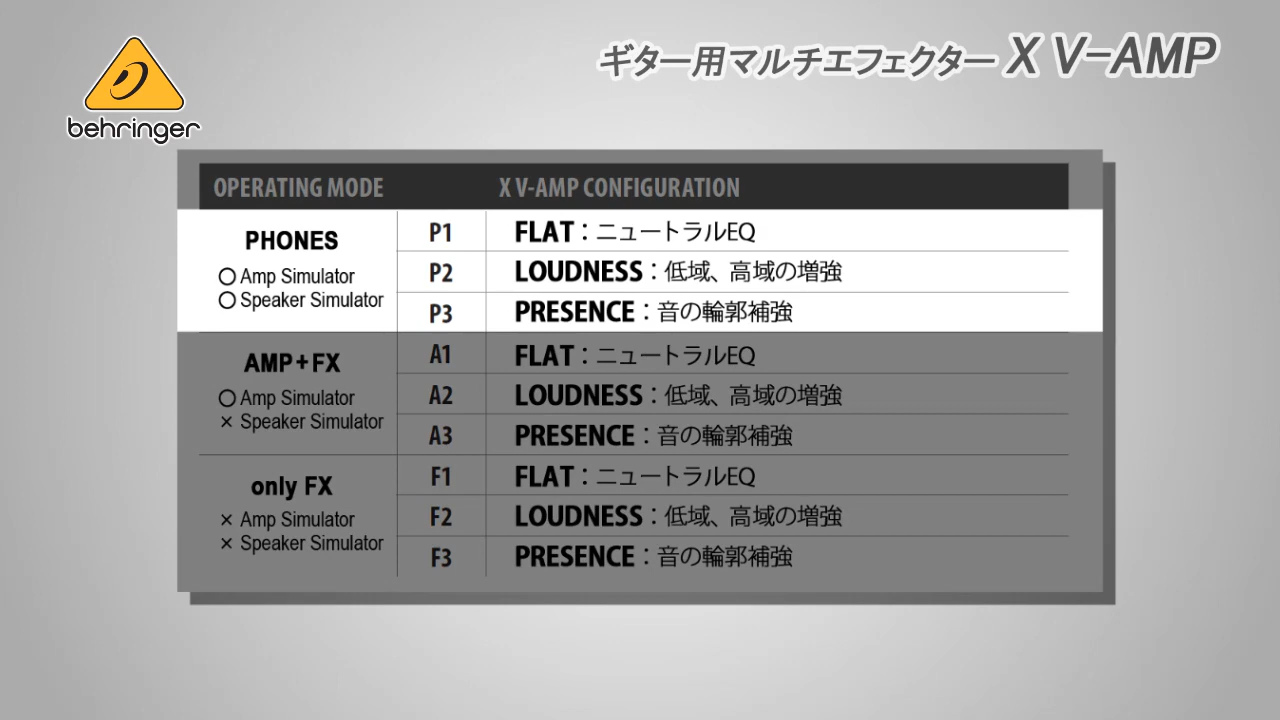 ギター用マルチエフェクター X V-AMP
behringer
OPERATING MODE X V-AMP CONFIGURATION
PHONES
○ Amp Simulator
○ Speaker Simulator
P1 FLAT：ニュートラルEQ
P2 LOUDNESS：低域、高域の増強
P3 PRESENCE：音の輪郭補強
AMP+FX
○ Amp Simulator
× Speaker Simulator
A1 FLAT：ニュートラルEQ
A2 LOUDNESS：低域、高域の増強
A3 PRESENCE：音の輪郭補強
only FX
× Amp Simulator
× Speaker Simulator
F1 FLAT：ニュートラルEQ
F2 LOUDNESS：低域、高域の増強
F3 PRESENCE：音の輪郭補強